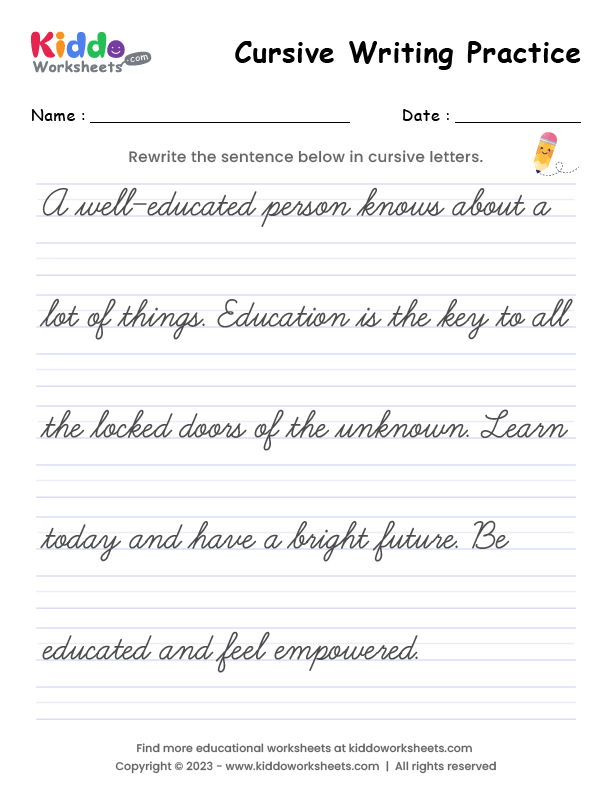 Kiddo
Worksheets.com
Cursive Writing Practice
Name : Date :
Rewrite the sentence below in cursive letters.
A well-educated person knows about a
lot of things. Education is the key to all
the locked doors of the unknown. Learn
today and have a bright future. Be
educated and feel empowered.
Find more educational worksheets at kiddoworksheets.com
Copyright © 2023 - www.kiddoworksheets.com | All rights reserved